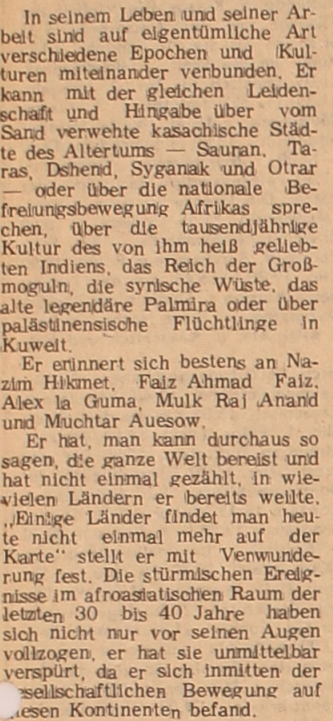 In seinem Leben und seiner Ar-
beit sind auf eigentümliche Art
verschiedene Epochen und Kul-
turen miteinander verbunden. Er
kann mit der gleichen Leiden-
schaft und Hingabe über vom
Sand verwehte kasachische Städ-
te des Altertums — Sauran, Ta-
ras, Dshend, Syganak und Otrar
— oder über die nationale Be-
freiungsbewegung Afrikas spre-
chen, über die tausendjährige
Kultur des von ihm heiß gelieb-
ten Indiens, das Reich der Groß-
moguln, die syrische Wüste, das
alte legendäre Palmira oder über
palästinensische Flüchtlinge in
Kuweit.
Er erinnert sich bestens an Na-
zim Hikmet, Faiz Ahmad Faiz,
Alex la Guma, Mulk Raj Anand
und Muchtar Auesow.
Er hat, man kann durchaus so
sagen, die ganze Welt bereist und
hat nicht einmal gezählt, in wie-
vielen Ländern er bereits weilte.
„Einige Länder findet man heu-
te nicht einmal mehr auf der
Karte" stellt er mit Verwunde-
rung fest. Die stürmischen Ereig-
nisse im afroasiatischen Raum der
letzten 30 bis 40 Jahre haben
sich nicht nur vor seinen Augen
vollzogen, er hat sie unmittelbar
verspürt, da er sich inmitten der
esellschaftlichen Bewegung auf
iesen Kontinenten befand.